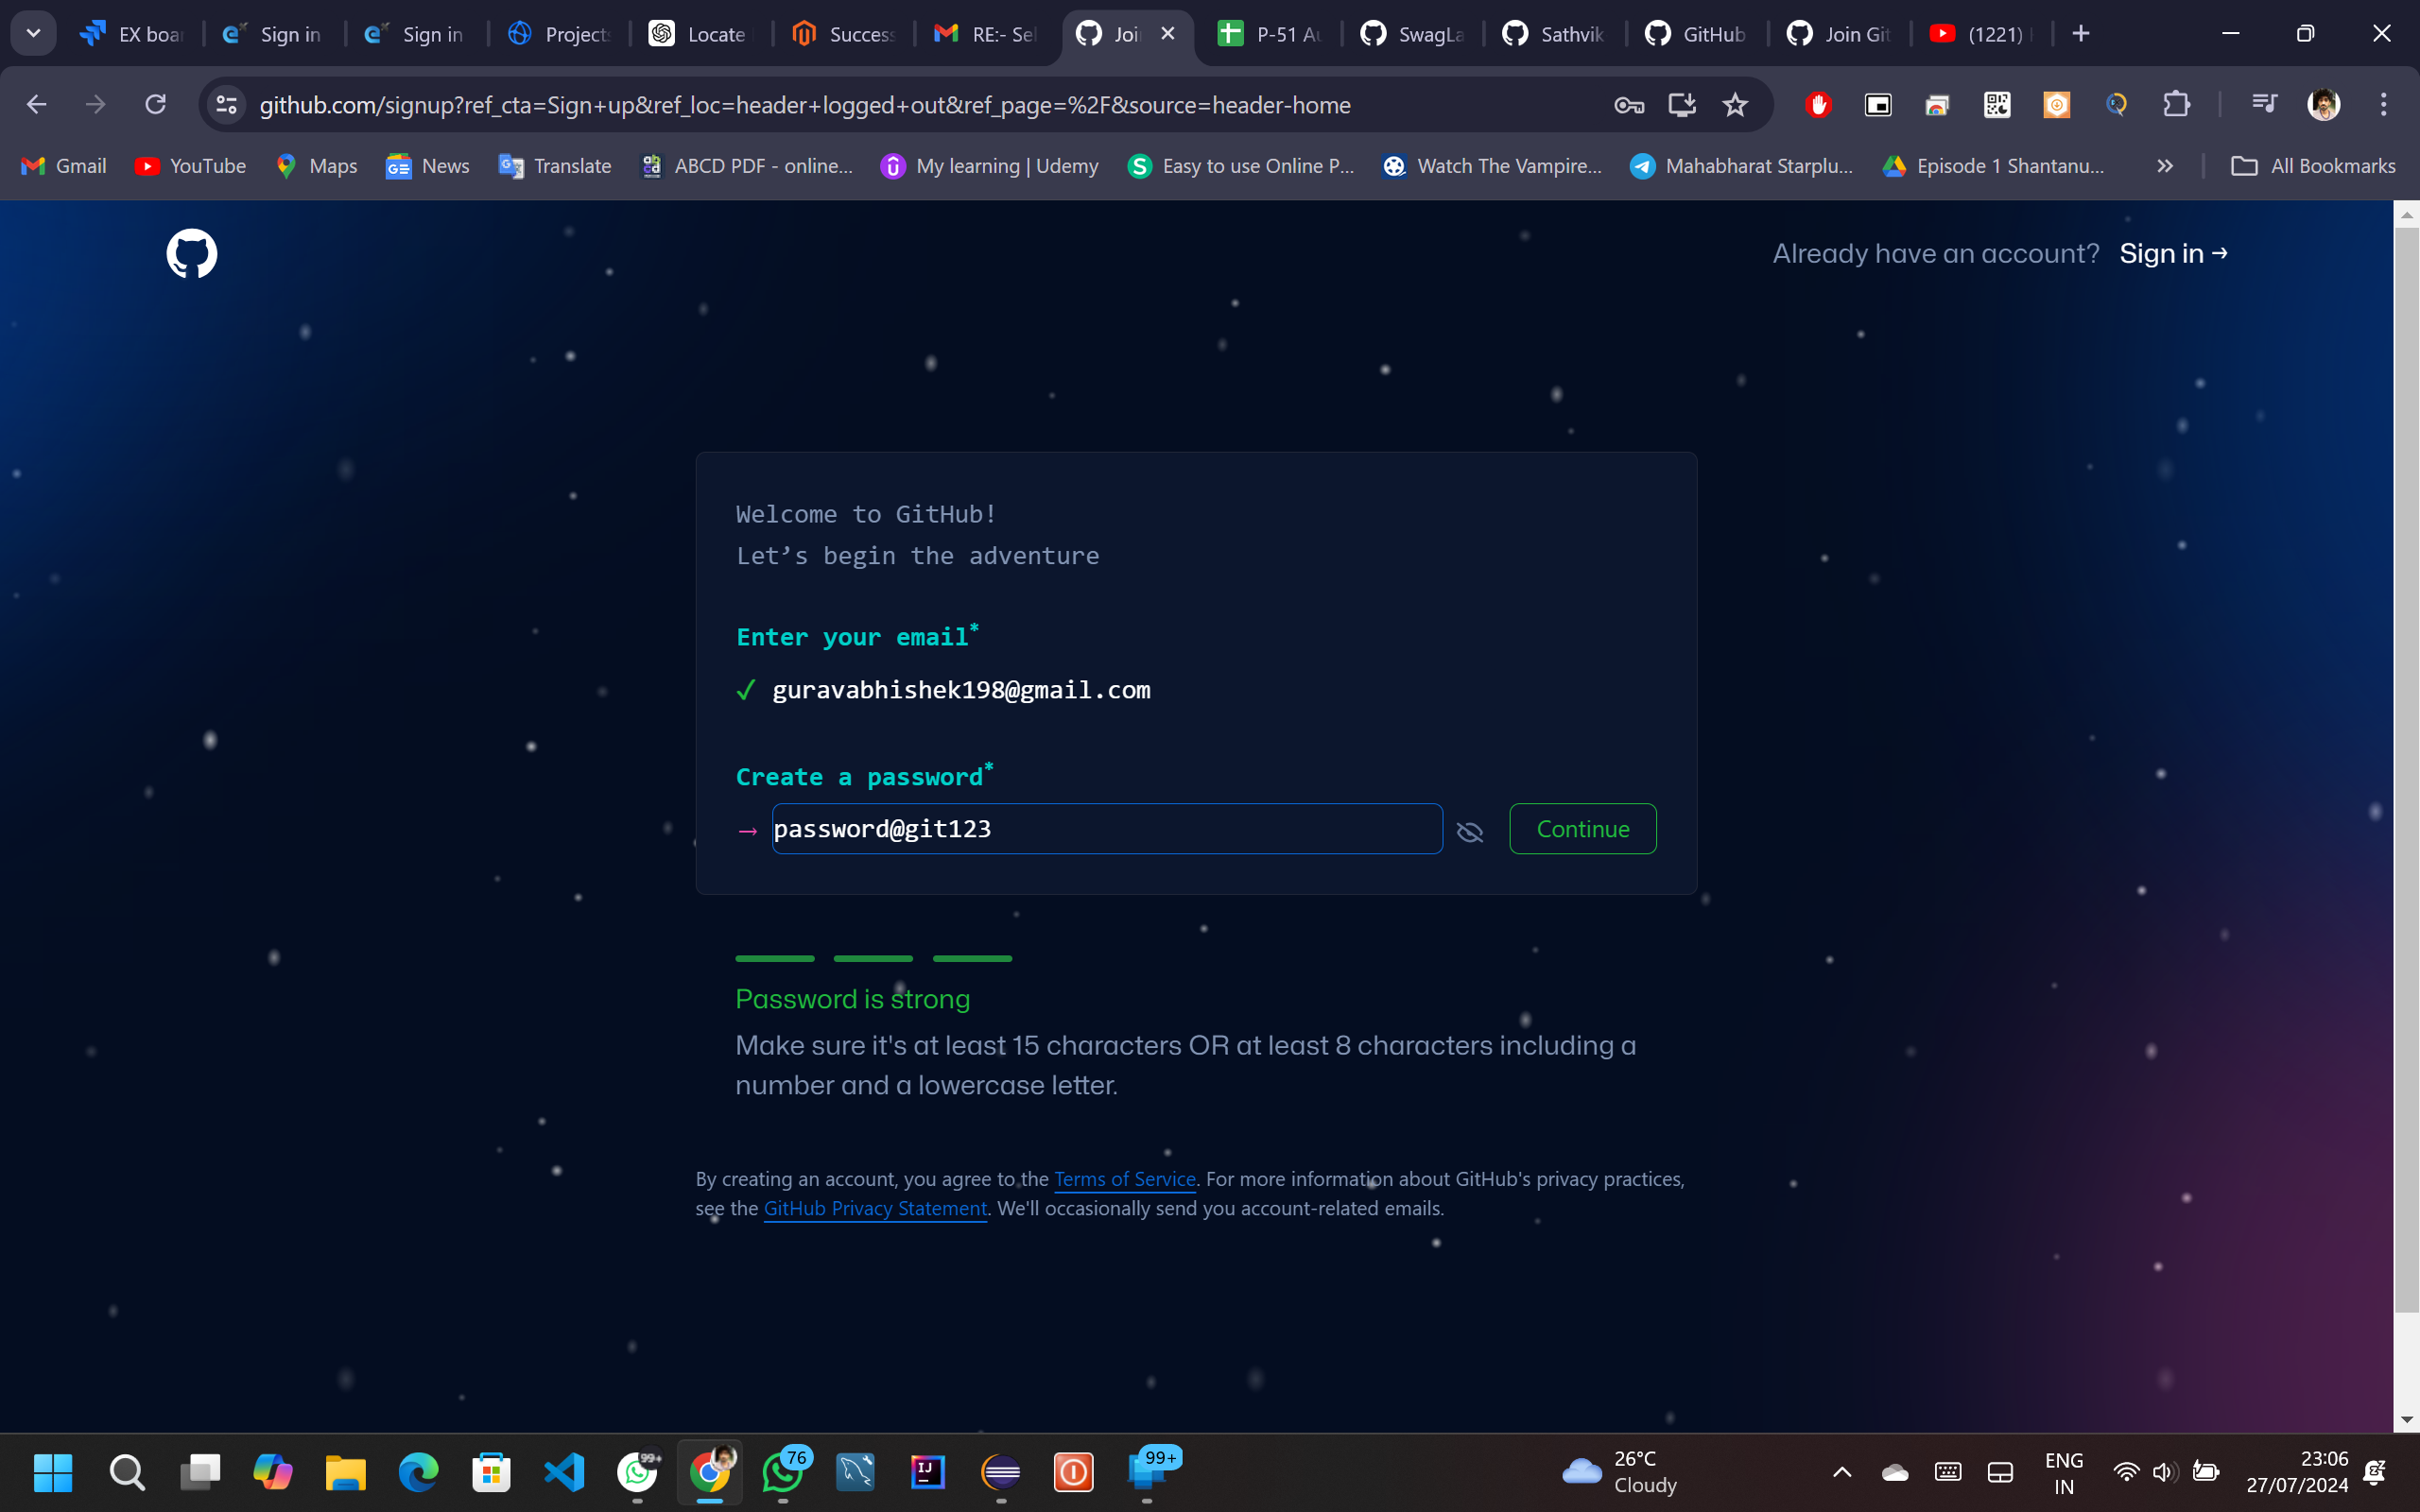 EX boar
Sign in
Sign in
Projects
Locate
Success
RE:- Sel
Joi
P-51 Au
SwagLa
Sathvik
GitHub
Join Git
(1221)
github.com/signup?ref_cta=Sign+up&ref_loc=header+logged+out&ref_page=%2F&source=header-home
Gmail
YouTube
Maps
News
Translate
ABCD PDF - online...
My learning | Udemy
Easy to use Online P...
Watch The Vampire...
Mahabharat Starplu...
Episode 1 Shantanu...
All Bookmarks
Already have an account? Sign in →
Welcome to GitHub!
Let’s begin the adventure
Enter your email*
✓ guravabhishek198@gmail.com
Create a password*
→ password@git123
Continue
Password is strong
Make sure it's at least 15 characters OR at least 8 characters including a
number and a lowercase letter.
By creating an account, you agree to the Terms of Service. For more information about GitHub's privacy practices,
see the GitHub Privacy Statement. We'll occasionally send you account-related emails.
99+
76
IJ
99+
26°C
Cloudy
ENG
IN
23:06
27/07/2024